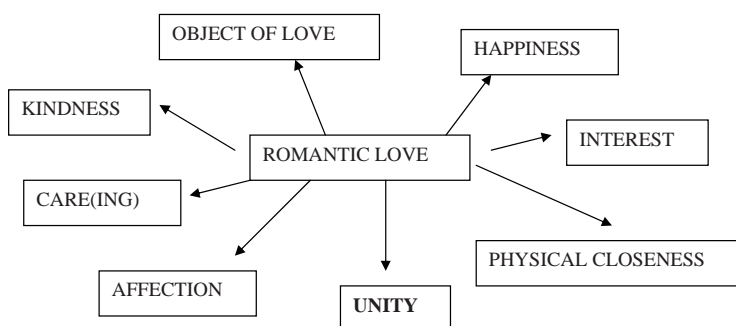 OBJECT OF LOVE
HAPPINESS
KINDNESS
ROMANTIC LOVE
INTEREST
CARE(ING)
PHYSICAL CLOSENESS
AFFECTION
UNITY